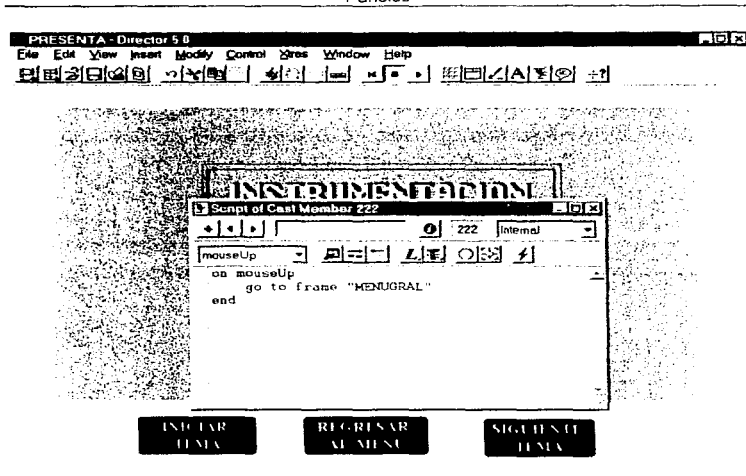 PRESENTA - Director 5.0
File Edit View Insert Modify Control Xtras Window Help
INSTRUMENTACION
Script of Cast Member 222
222 Internal
mouseUp
on mouseUp
go to frame "MENUGRAL"
end
INICIAR
TEMA
REGRESAR
AL MENU
SIGUIENTE
TEMA